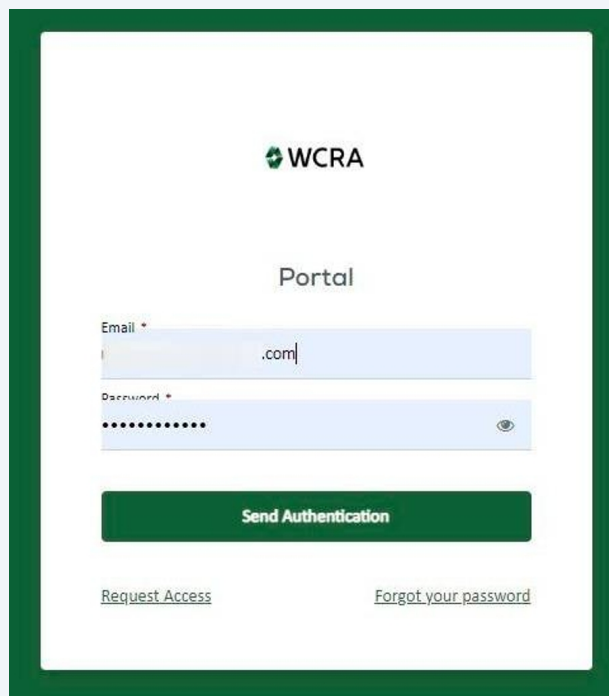 WCRA
Portal
Email *
.com
Password *
••••••••••••
Send Authentication
Request Access Forgot your password